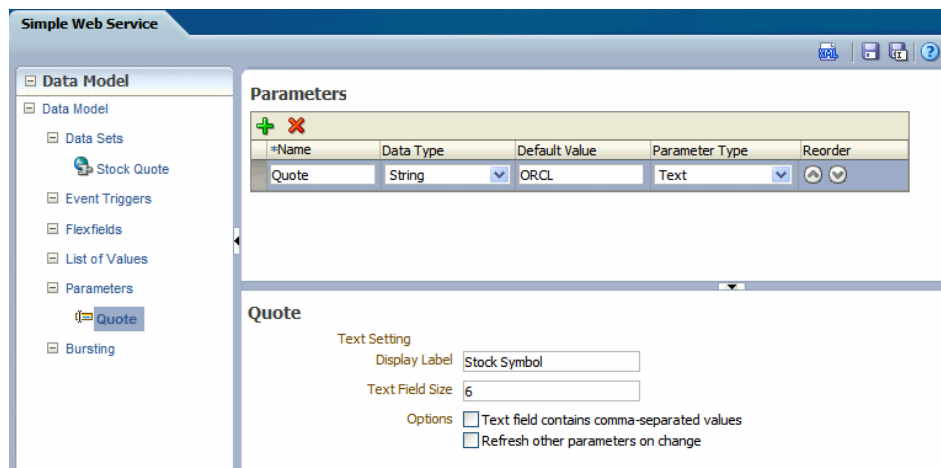 Simple Web Service
XML
Data Model
Data Model
Data Sets
Stock Quote
Event Triggers
Flexfields
List of Values
Parameters
Quote
Bursting
Parameters
*Name Data Type Default Value Parameter Type Reorder
Quote String ORCL Text
Quote
Text Setting
Display Label Stock Symbol
Text Field Size 6
Options Text field contains comma-separated values
Refresh other parameters on change